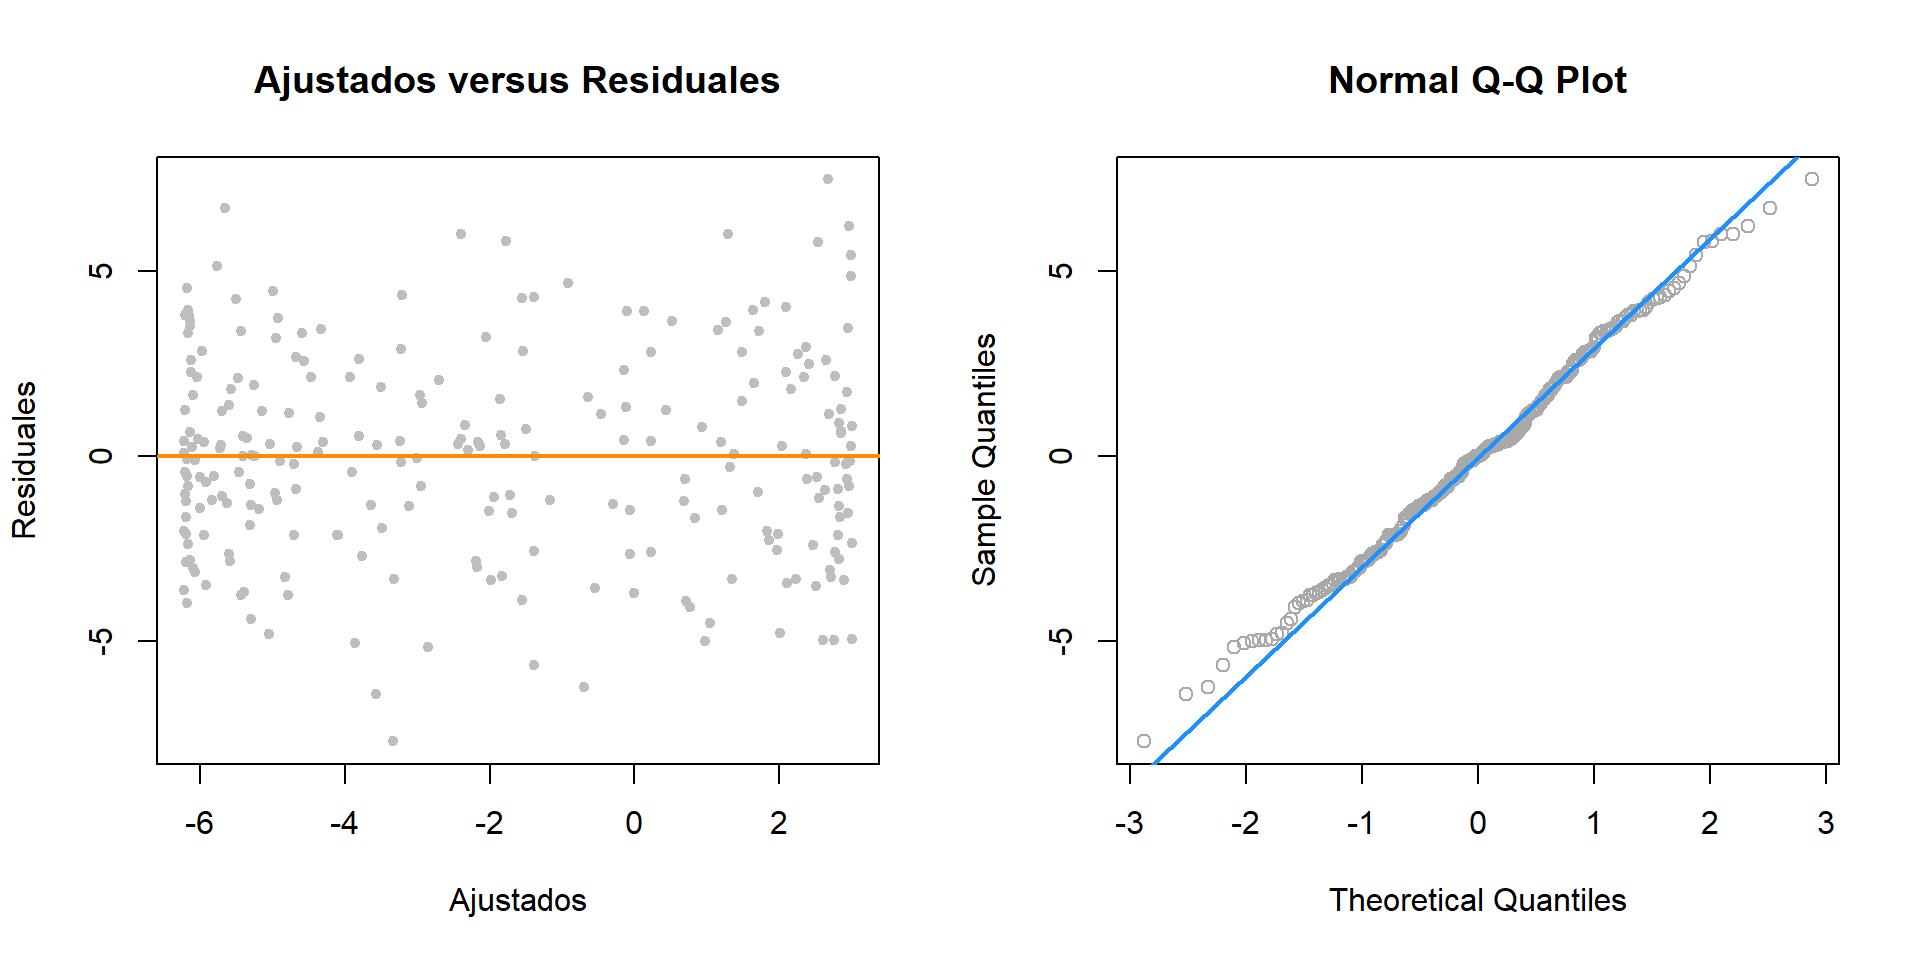 Ajustados versus Residuales
Residuales
5
0
-5
-6 -4 -2 0 2
Ajustados
Normal Q-Q Plot
Sample Quantiles
5
0
-5
-3 -2 -1 0 1 2 3
Theoretical Quantiles